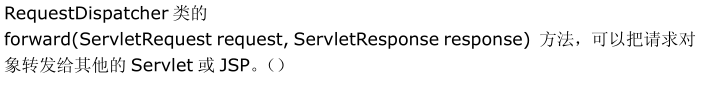 RequestDispatcher 类的
forward(ServletRequest request, ServletResponse response) 方法，可以把请求对
象转发给其他的 Servlet 或 JSP。（）